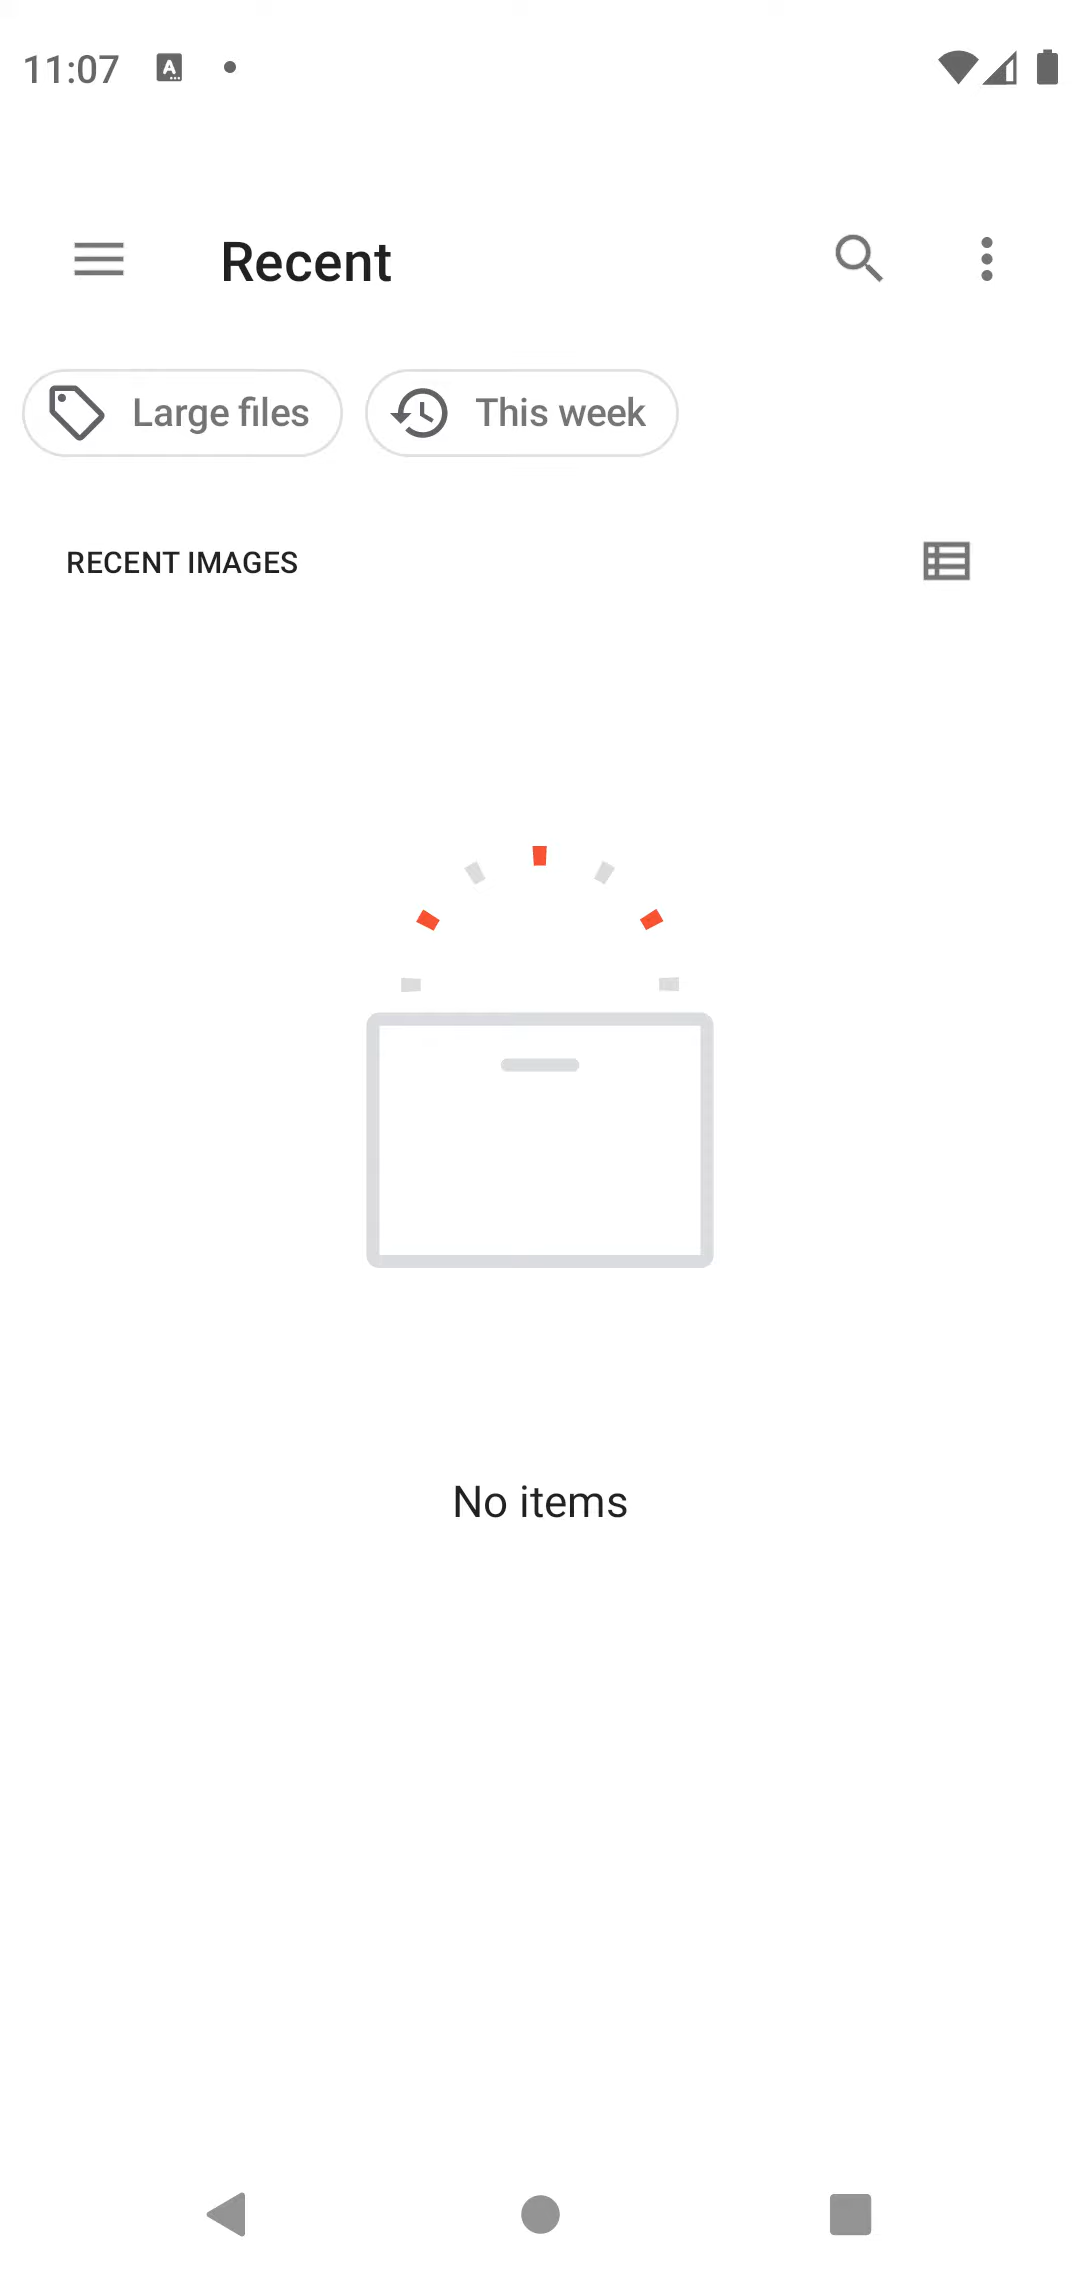 11:07
Recent
Large files
This week
RECENT IMAGES
No items